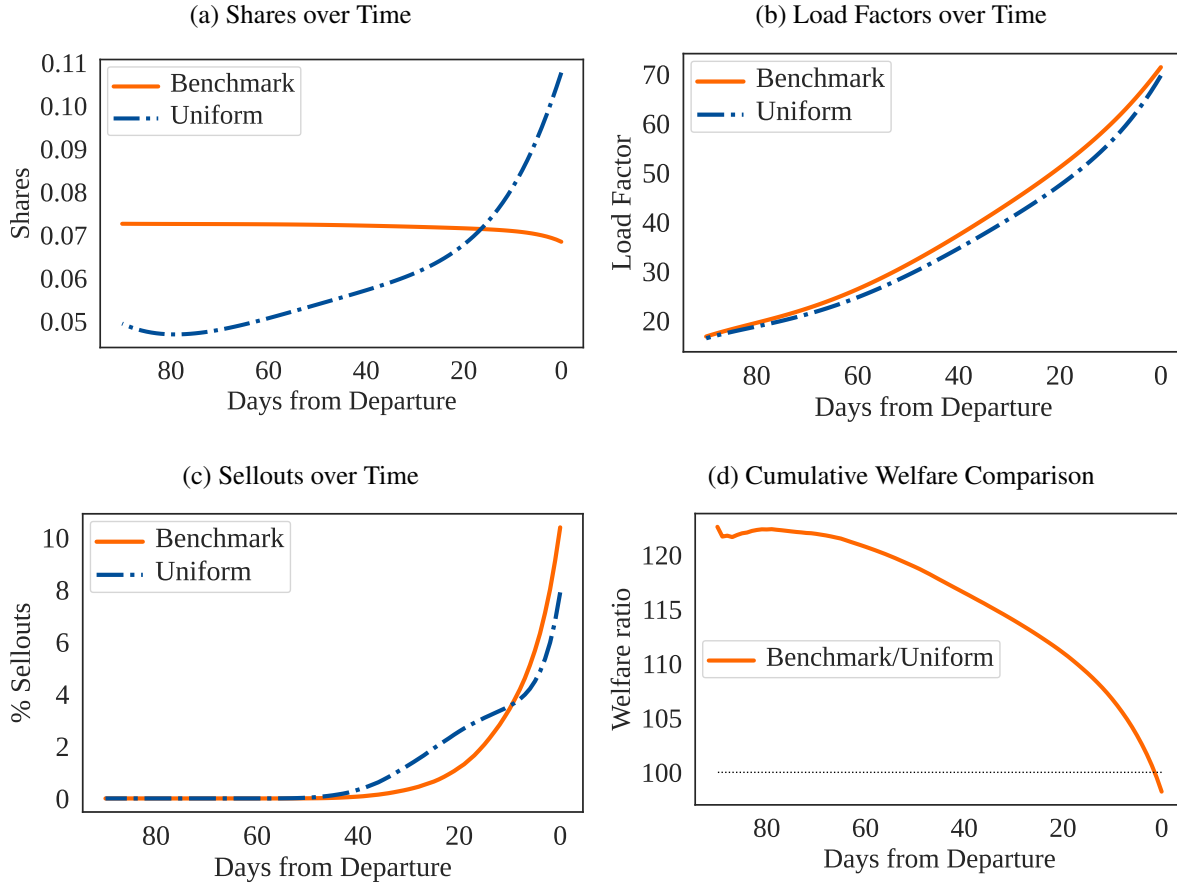 (a) Shares over Time
0.11
0.10
0.09
0.08
0.07
0.06
0.05
Shares
Benchmark
Uniform
80 60 40 20 0
Days from Departure
(b) Load Factors over Time
70
60
50
40
30
20
Load Factor
Benchmark
Uniform
80 60 40 20 0
Days from Departure
(c) Sellouts over Time
10
8
6
4
2
0
% Sellouts
Benchmark
Uniform
80 60 40 20 0
Days from Departure
(d) Cumulative Welfare Comparison
120
115
110
105
100
Welfare ratio
Benchmark/Uniform
80 60 40 20 0
Days from Departure